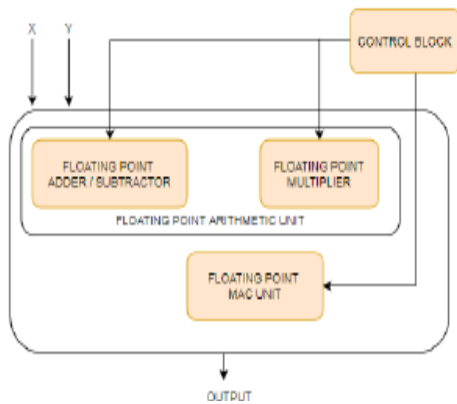 X
Y
CONTROL BLOCK
FLOATING POINT
ADDER / SUBTRACTOR
FLOATING POINT
MULTIPLIER
FLOATING POINT ARITHMETIC UNIT
FLOATING POINT
MAC UNIT
OUTPUT